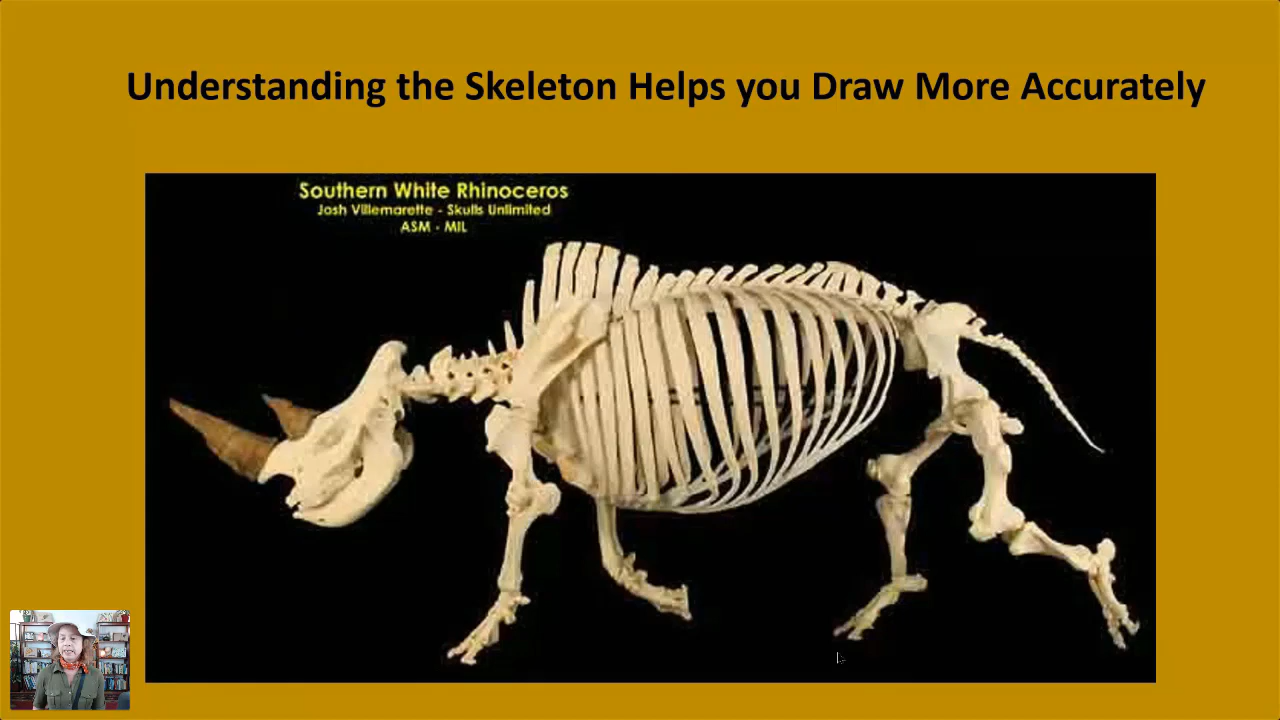 Understanding the Skeleton Helps you Draw More Accurately
Southern White Rhinoceros
Josh Villemarette - Skulls Unlimited
ASM - MIL